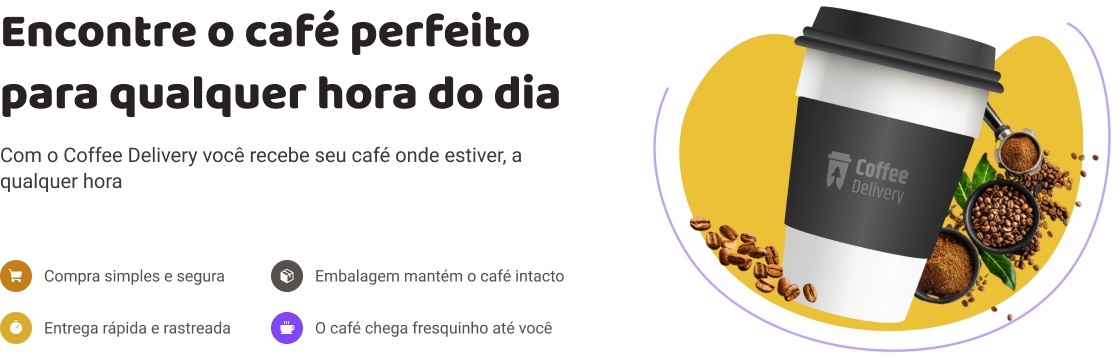 Encontre o café perfeito
para qualquer hora do dia
Com o Coffee Delivery você recebe seu café onde estiver, a
qualquer hora
Compra simples e segura
Embalagem mantém o café intacto
Entrega rápida e rastreada
O café chega fresquinho até você
Coffee
Delivery